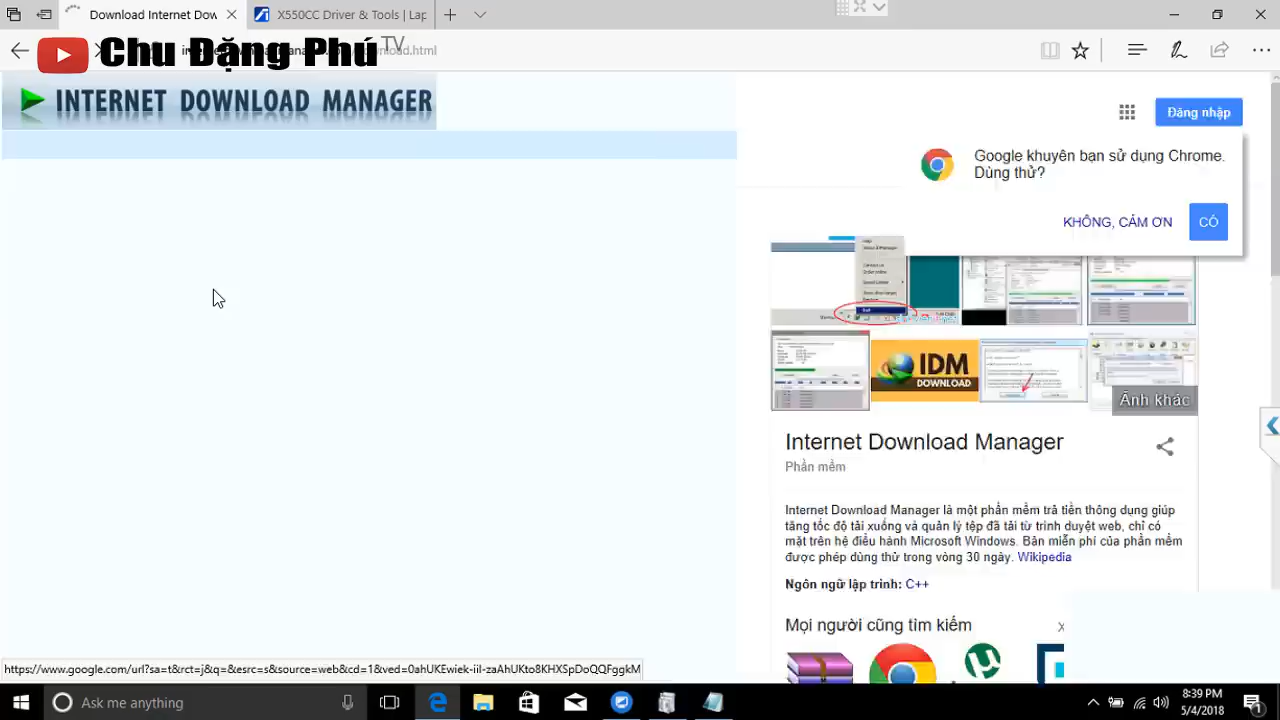 Download Internet Dow
X550CC Driver & Tools | Lap
Chu Đặng Phú
TV
nload.html
INTERNET DOWNLOAD MANAGER
Đăng nhập
Google khuyên bạn sử dụng Chrome.
Dùng thử?
KHÔNG, CẢM ƠN
CÓ
IDM
DOWNLOAD
Ảnh khác
Internet Download Manager
Phần mềm
Internet Download Manager là một phần mềm trả tiền thông dụng giúp
tăng tốc độ tải xuống và quản lý tệp đã tải từ trình duyệt web, chỉ có
mặt trên hệ điều hành Microsoft Windows. Bản miễn phí của phần mềm
được phép dùng thử trong vòng 30 ngày. Wikipedia
Ngôn ngữ lập trình: C++
Mọi người cũng tìm kiếm
https://www.google.com/url?sa=t&rct=j&q=&esrc=s&source=web&cd=1&ved=0ahUKEwiek-iiI-zaAhUKto8KHXSpDoQQFggkM
Ask me anything
8:39 PM
5/4/2018